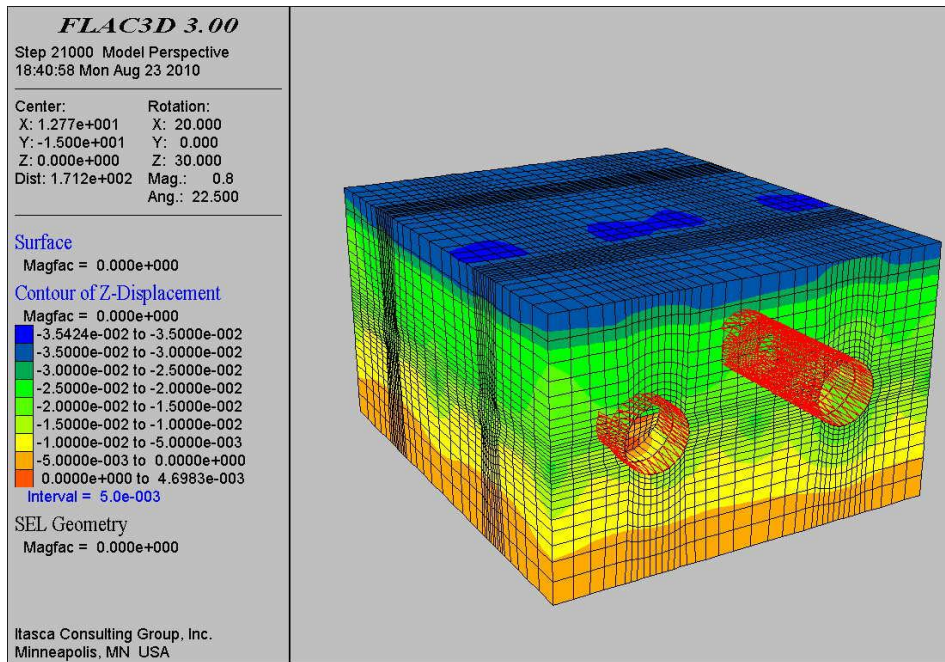 FLAC3D 3.00
Step 21000 Model Perspective
18:40:58 Mon Aug 23 2010
Center: Rotation:
X: 1.277e+001 X: 20.000
Y: -1.500e+001 Y: 0.000
Z: 0.000e+000 Z: 30.000
Dist: 1.712e+002 Mag.: 0.8
Ang.: 22.500
Surface
Magfac = 0.000e+000
Contour of Z-Displacement
Magfac = 0.000e+000
-3.5424e-002 to -3.5000e-002
-3.5000e-002 to -3.0000e-002
-3.0000e-002 to -2.5000e-002
-2.5000e-002 to -2.0000e-002
-2.0000e-002 to -1.5000e-002
-1.5000e-002 to -1.0000e-002
-1.0000e-002 to -5.0000e-003
-5.0000e-003 to 0.0000e+000
0.0000e+000 to 4.6983e-003
Interval = 5.0e-003
SEL Geometry
Magfac = 0.000e+000
Itasca Consulting Group, Inc.
Minneapolis, MN USA